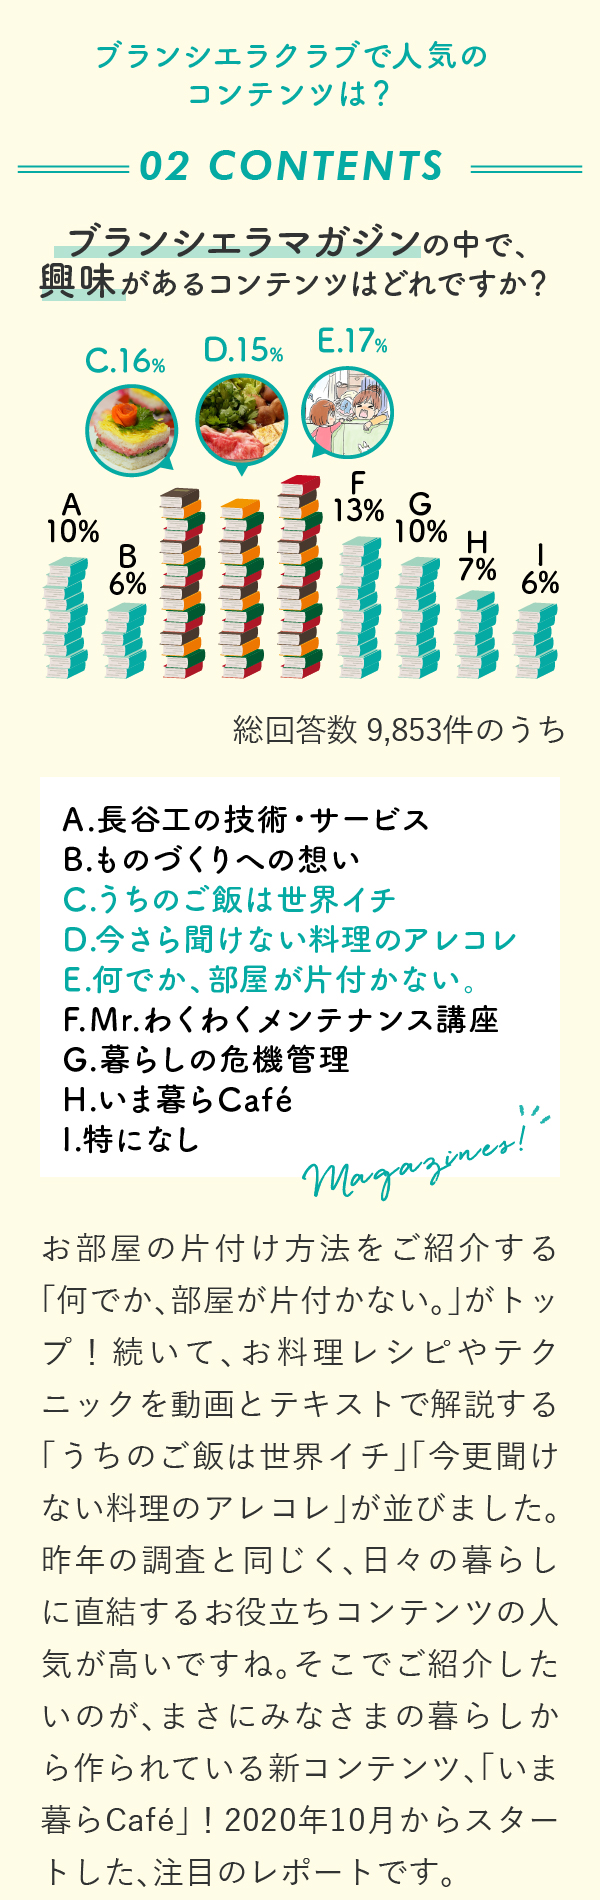 ブランシエラクラブで人気の
コンテンツは？
02 CONTENTS
ブランシエラマガジンの中で、
興味があるコンテンツはどれですか？
C.16%
D.15%
E.17%
A
10%
B
6%
F
13%
G
10%
H
7%
I
6%
総回答数 9,853件のうち
A.長谷工の技術・サービス
B.ものづくりへの想い
C.うちのご飯は世界イチ
D.今さら聞けない料理のアレコレ
E.何でか、部屋が片付かない。
F.Mr.わくわくメンテナンス講座
G.暮らしの危機管理
H.いま暮らCafé
I.特になし
Magazines!
お部屋の片付け方法をご紹介する
「何でか、部屋が片付かない。」がトッ
プ！続いて、お料理レシピやテク
ニックを動画とテキストで解説する
「うちのご飯は世界イチ」「今更聞け
ない料理のアレコレ」が並びました。
昨年の調査と同じく、日々の暮らし
に直結するお役立ちコンテンツの人
気が高いですね。そこでご紹介した
いのが、まさにみなさまの暮らしか
ら作られている新コンテンツ、「いま
暮らCafé」！2020年10月からスター
トした、注目のレポートです。